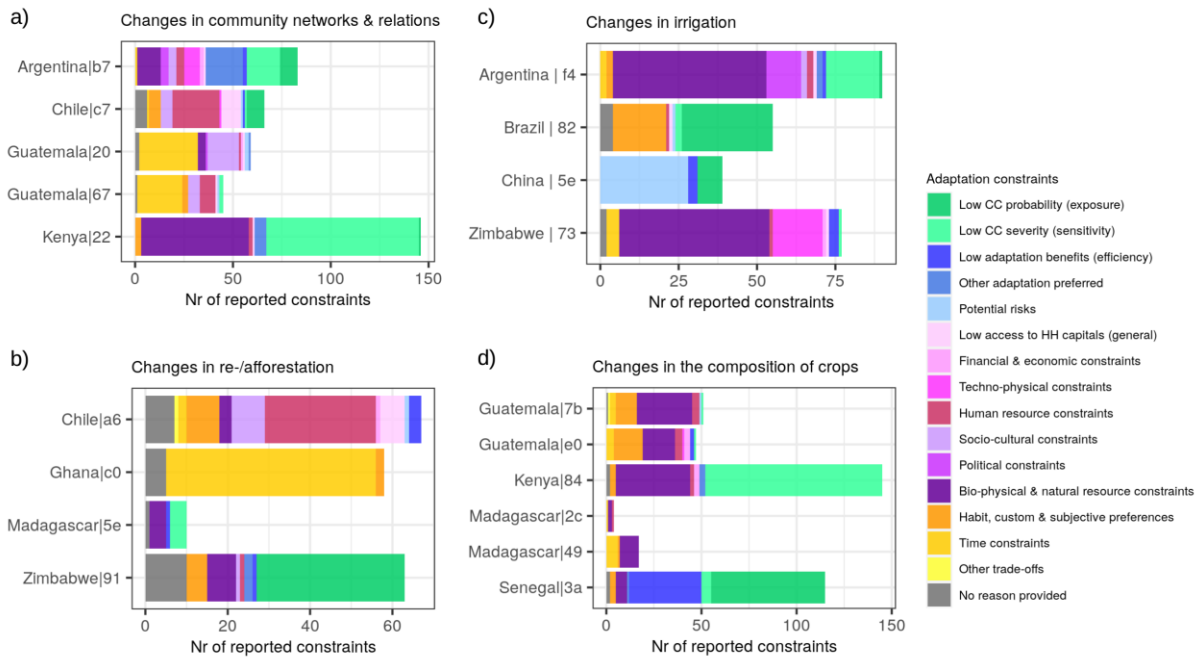 a)
Changes in community networks & relations
Argentina|b7
Chile|c7
Guatemala|20
Guatemala|67
Kenya|22
0 50 100 150
Nr of reported constraints
c)
Changes in irrigation
Argentina | f4
Brazil | 82
China | 5e
Zimbabwe | 73
0 25 50 75
Nr of reported constraints
b)
Changes in re-/afforestation
Chile|a6
Ghana|c0
Madagascar|5e
Zimbabwe|91
0 20 40 60
Nr of reported constraints
d)
Changes in the composition of crops
Guatemala|7b
Guatemala|e0
Kenya|84
Madagascar|2c
Madagascar|49
Senegal|3a
0 50 100 150
Nr of reported constraints
Adaptation constraints
Low CC probability (exposure)
Low CC severity (sensitivity)
Low adaptation benefits (efficiency)
Other adaptation preferred
Potential risks
Low access to HH capitals (general)
Financial & economic constraints
Techno-physical constraints
Human resource constraints
Socio-cultural constraints
Political constraints
Bio-physical & natural resource constraints
Habit, custom & subjective preferences
Time constraints
Other trade-offs
No reason provided